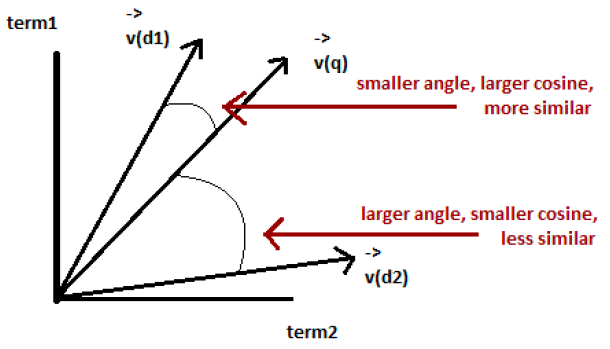 term1
->
v(d1)
->
v(q)
smaller angle, larger cosine,
more similar
larger angle, smaller cosine,
less similar
->
v(d2)
term2